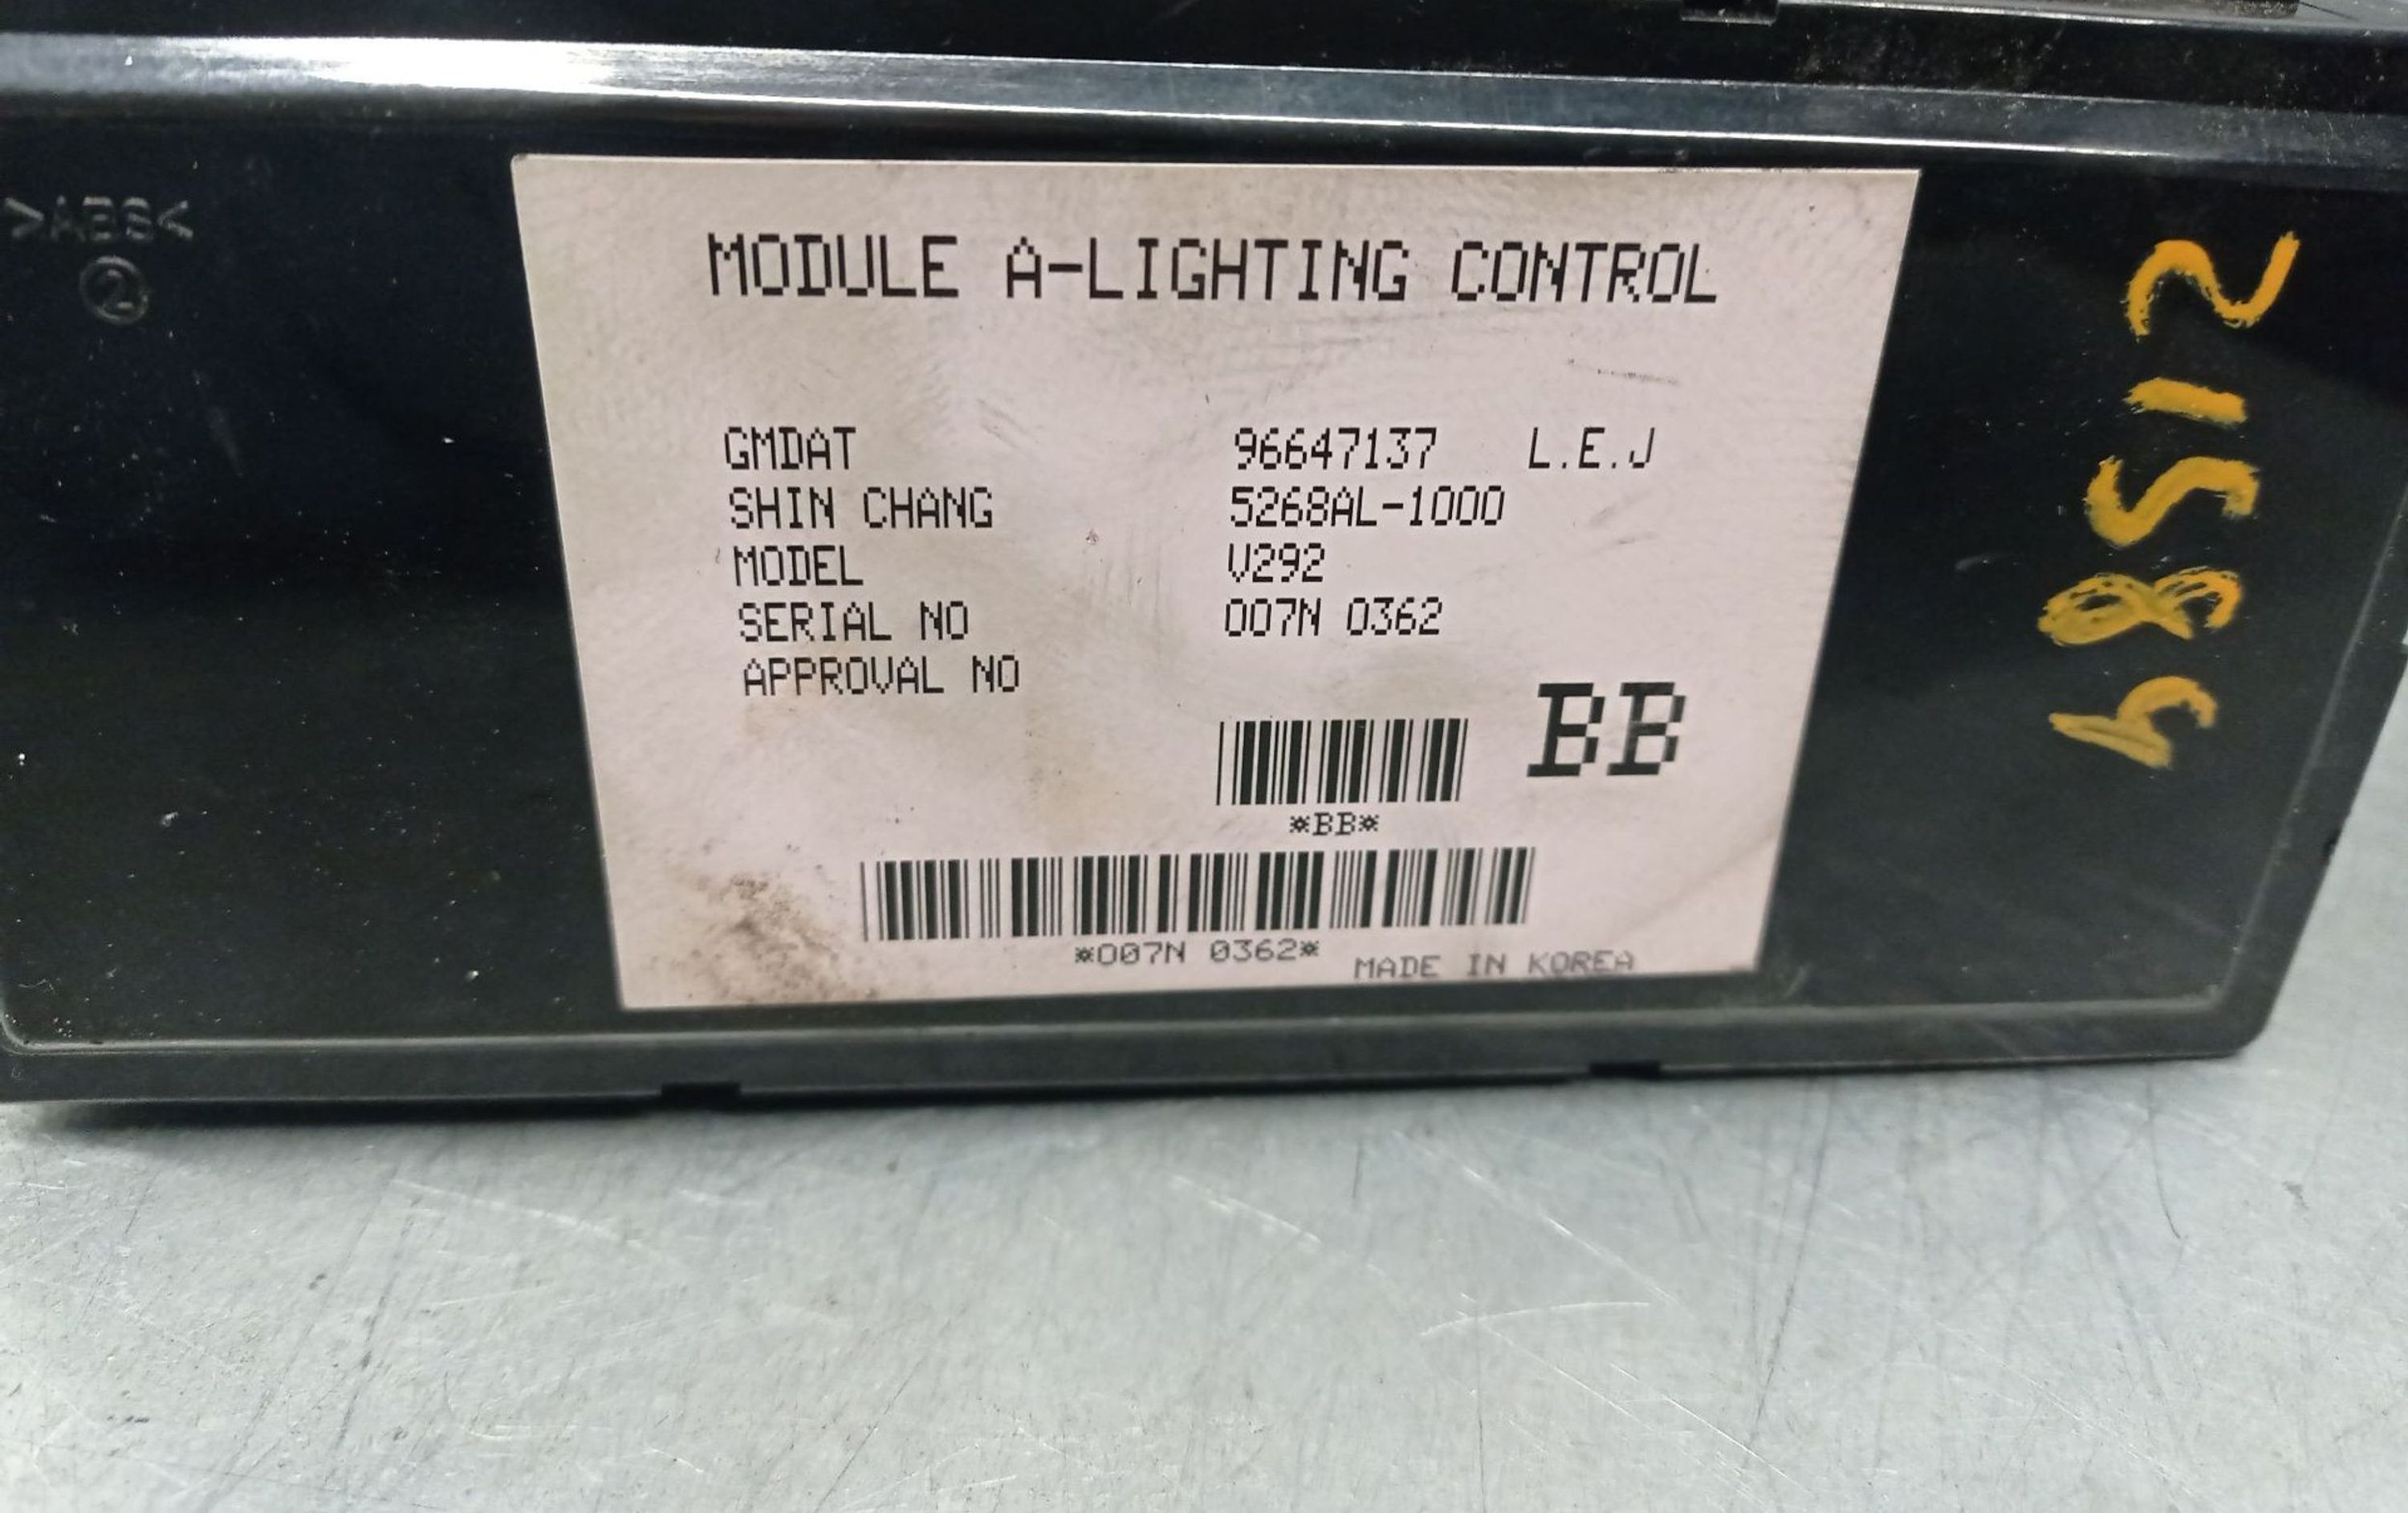 >ABS<
2
MODULE A-LIGHTING CONTROL
GMDAT 96647137 L.E.J
SHIN CHANG 5268AL-1000
MODEL V292
SERIAL NO 007N 0362
APPROVAL NO
BB
*BB*
*007N 0362*
MADE IN KOREA